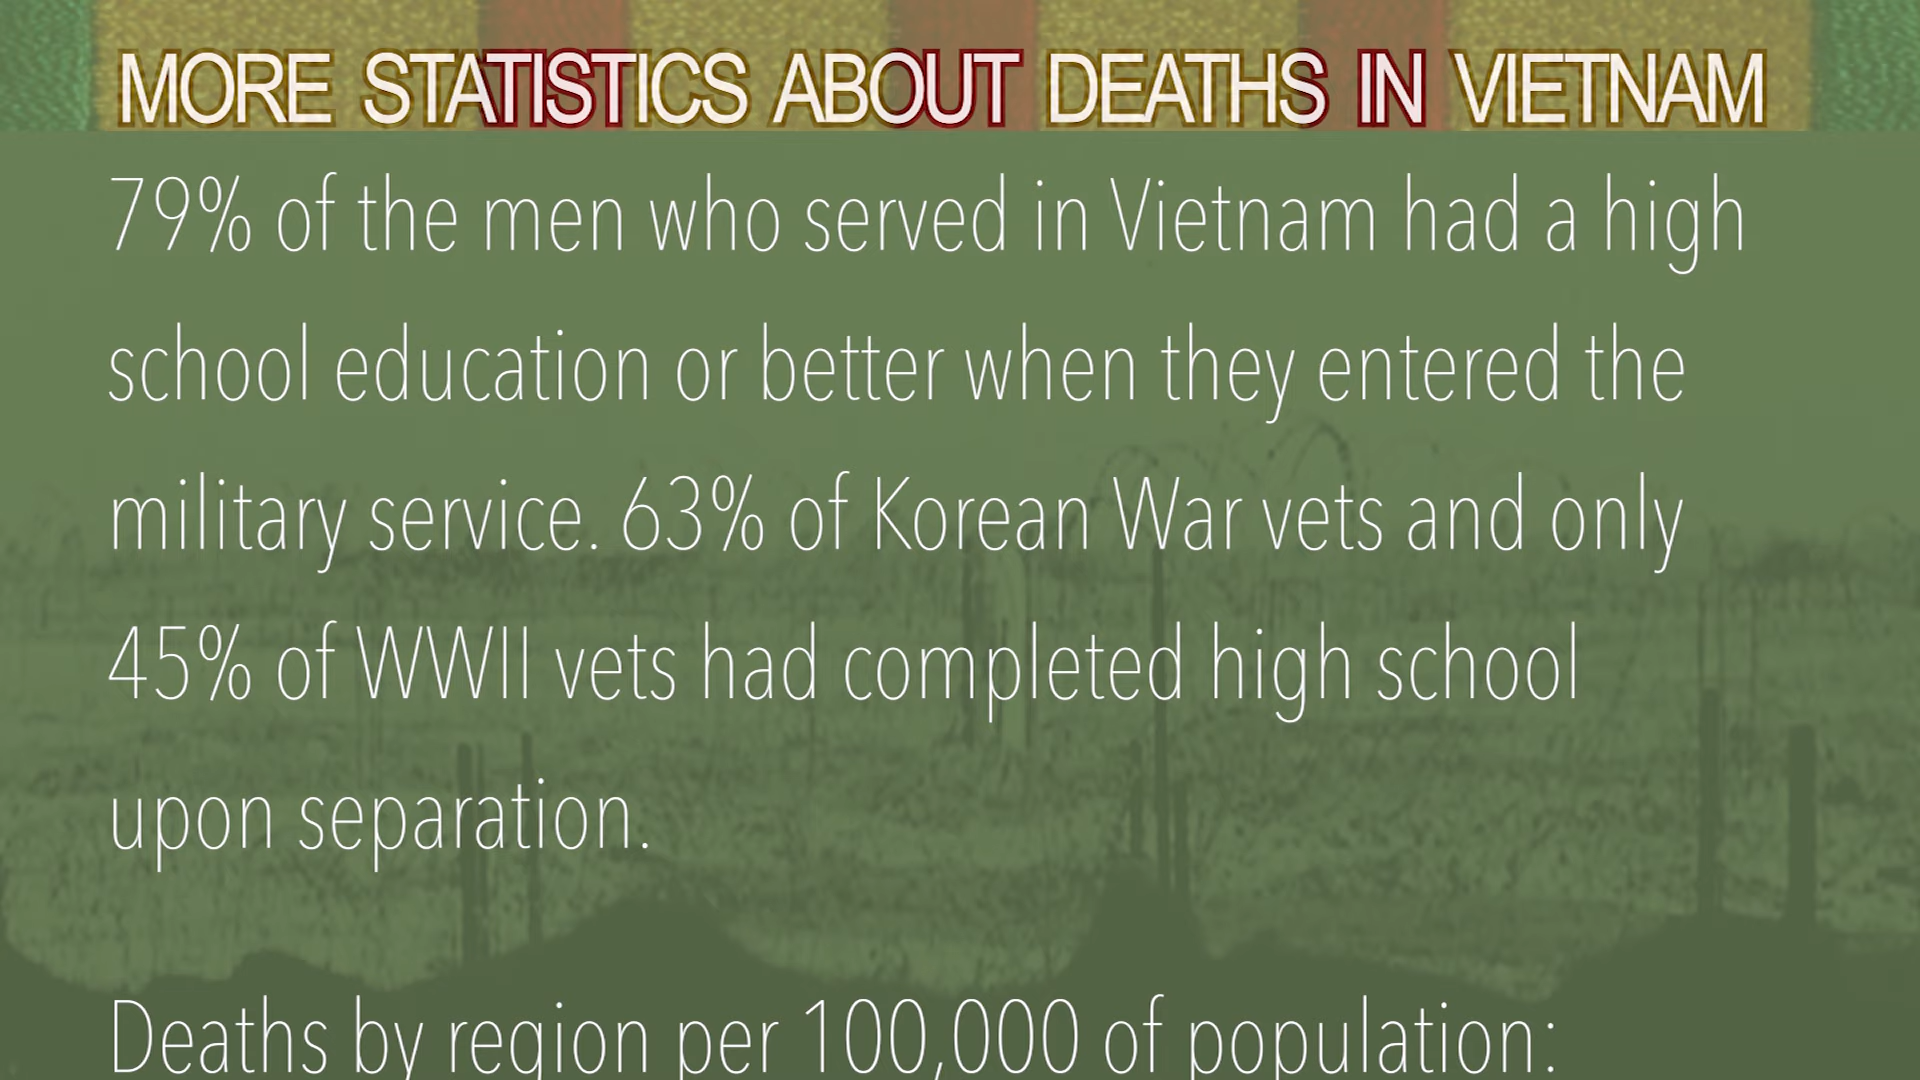 MORE STATISTICS ABOUT DEATHS IN VIETNAM
79% of the men who served in Vietnam had a high
school education or better when they entered the
military service. 63% of Korean War vets and only
45% of WWII vets had completed high school
upon separation.
Deaths by region per 100,000 of population: